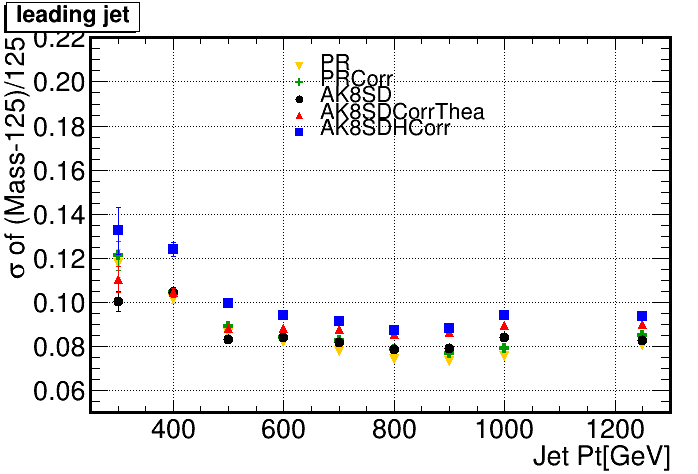 leading jet
σ of (Mass-125)/125
0.22
0.20
0.18
0.16
0.14
0.12
0.10
0.08
0.06
PR
PRCorr
AK8SD
AK8SDCorrThea
AK8SDHCorr
400 600 800 1000 1200
Jet Pt[GeV]